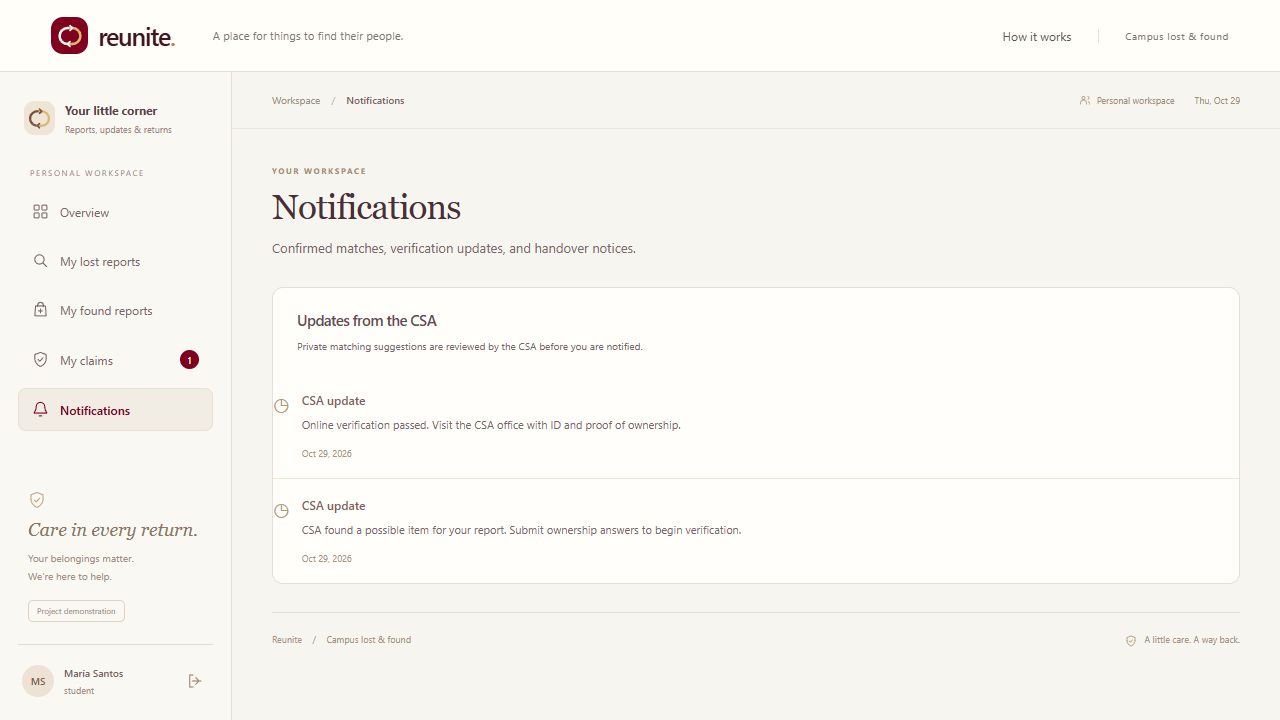 reunite.
A place for things to find their people.
How it works
Campus lost & found
Your little corner
Reports, updates & returns
PERSONAL WORKSPACE
Overview
My lost reports
My found reports
My claims
1
Notifications
Care in every return.
Your belongings matter.
We're here to help.
Project demonstration
MS
Maria Santos
student
Workspace / Notifications
Personal workspace
Thu, Oct 29
YOUR WORKSPACE
Notifications
Confirmed matches, verification updates, and handover notices.
Updates from the CSA
Private matching suggestions are reviewed by the CSA before you are notified.
CSA update
Online verification passed. Visit the CSA office with ID and proof of ownership.
Oct 29, 2026
CSA update
CSA found a possible item for your report. Submit ownership answers to begin verification.
Oct 29, 2026
Reunite / Campus lost & found
A little care. A way back.